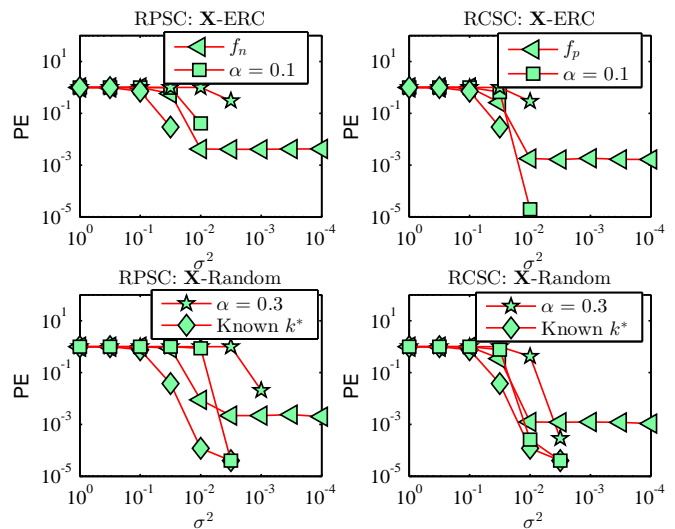 RPSC: X-ERC
RCSC: X-ERC
10^1
10^-1
10^-3
10^-5
PE
f_n
α = 0.1
10^0
10^-1
10^-2
10^-3
10^-4
σ^2
10^1
10^-1
10^-3
10^-5
PE
f_p
α = 0.1
10^0
10^-1
10^-2
10^-3
10^-4
σ^2
RPSC: X-Random
RCSC: X-Random
10^1
10^-1
10^-3
10^-5
PE
α = 0.3
Known k*
10^0
10^-1
10^-2
10^-3
10^-4
σ^2
10^1
10^-1
10^-3
10^-5
PE
α = 0.3
Known k*
10^0
10^-1
10^-2
10^-3
10^-4
σ^2